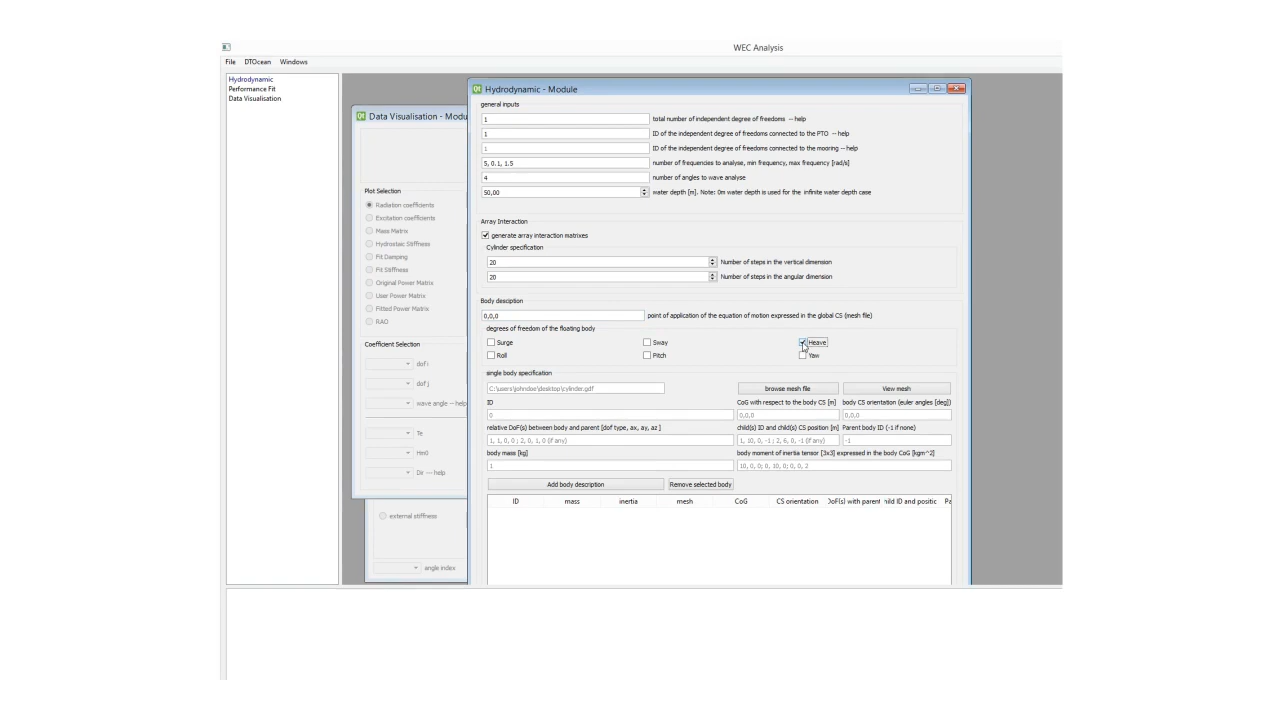 WEC Analysis
File DTOcean Windows
Hydrodynamic
Performance Fit
Data Visualisation
Data Visualisation - Modu
Plot Selection
Radiation coefficients
Excitation coefficients
Mass Matrix
Hydrostaic Stiffness
Fit Damping
Fit Stiffness
Original Power Matrix
User Power Matrix
Fitted Power Matrix
RAO
Coefficient Selection
dof i
dof j
wave angle -- help
Te
Hm0
Dir --- help
external stiffness
angle index
Hydrodynamic - Module
general inputs
1 total number of independent degree of freedoms -- help
1 ID of the independent degree of freedoms connected to the PTO -- help
1 ID of the independent degree of freedoms connected to the mooring -- help
5, 0.1, 1.5 number of frequencies to analyse, min frequency, max frequency [rad/s]
4 number of angles to wave analyse
50,00 water depth [m]. Note: 0m water depth is used for the infinite water depth case
Array Interaction
generate array interaction matrixes
Cylinder specification
20 Number of steps in the vertical dimension
20 Number of steps in the angular dimension
Body desciption
0,0,0 point of application of the equation of motion expressed in the global CS (mesh file)
degrees of freedom of the floating body
Surge Sway Heave
Roll Pitch Yaw
single body specification
C:\users\johndoe\desktop\cylinder.gdf browse mesh file View mesh
ID CoG with respect to the body CS [m] body CS orientation (euler angles [deg])
0 0,0,0 0,0,0
relative DoF(s) between body and parent [dof type, ax, ay, az ] child(s) ID and child(s) CS position [m] Parent body ID (-1 if none)
1, 1, 0, 0 ; 2, 0, 1, 0 (if any) 1, 10, 0, -1 ; 2, 6, 0, -1 (if any) -1
body mass [kg] body moment of inertia tensor [3x3] expressed in the body CoG [kgm^2]
1 10, 0, 0; 0, 10, 0; 0, 0, 2
Add body description Remove selected body
ID mass inertia mesh CoG CS orientation DoF(s) with parent hild ID and positic Pa